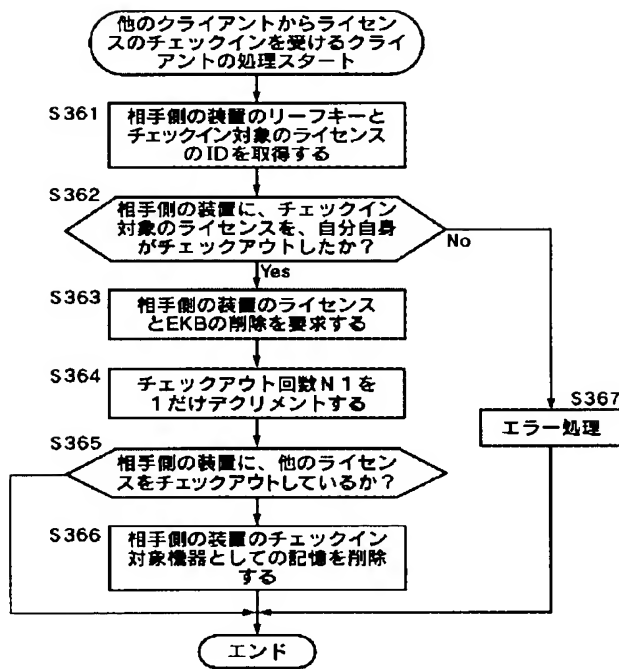 他のクライアントからライセ
ンスのチェックインを受けるクライ
アントの処理スタート
S361
相手側の装置のリーフキーと
チェックイン対象のライセンス
のIDを取得する
S362
相手側の装置に、チェックイン
対象のライセンスを、自分自身
がチェックアウトしたか？
No
Yes
S363
相手側の装置のライセンス
とEKBの削除を要求する
S364
チェックアウト回数N1を
1だけデクリメントする
S367
エラー処理
S365
相手側の装置に、他のライセン
スをチェックアウトしているか？
S366
相手側の装置のチェックイン
対象機器としての記憶を削除
する
エンド